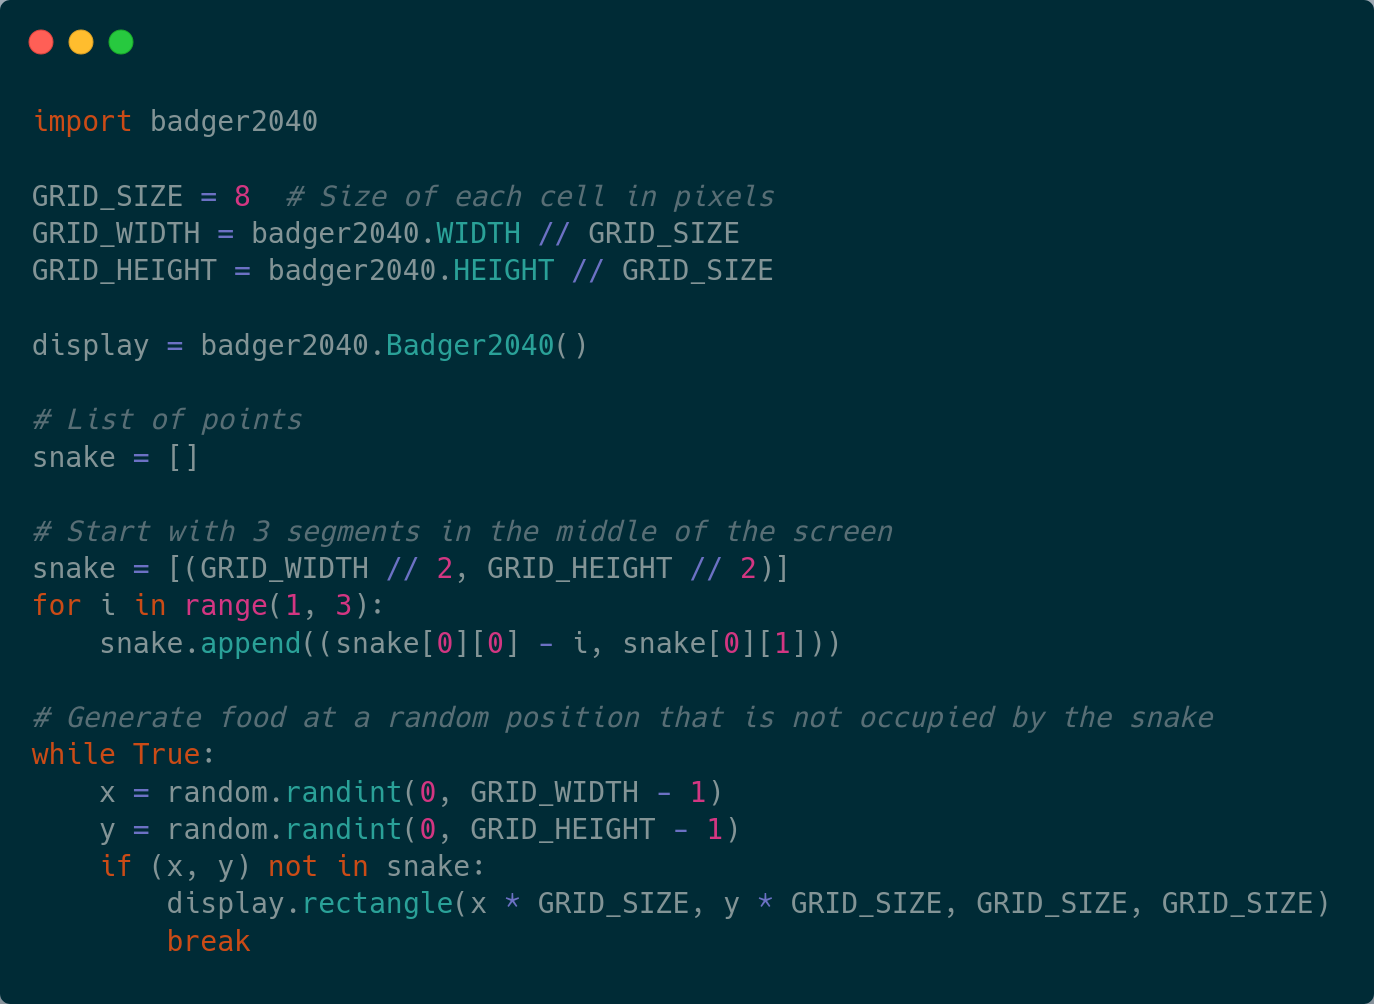 import badger2040

GRID_SIZE = 8  # Size of each cell in pixels
GRID_WIDTH = badger2040.WIDTH // GRID_SIZE
GRID_HEIGHT = badger2040.HEIGHT // GRID_SIZE

display = badger2040.Badger2040()

# List of points
snake = []

# Start with 3 segments in the middle of the screen
snake = [(GRID_WIDTH // 2, GRID_HEIGHT // 2)]
for i in range(1, 3):
    snake.append((snake[0][0] - i, snake[0][1]))

# Generate food at a random position that is not occupied by the snake
while True:
    x = random.randint(0, GRID_WIDTH - 1)
    y = random.randint(0, GRID_HEIGHT - 1)
    if (x, y) not in snake:
        display.rectangle(x * GRID_SIZE, y * GRID_SIZE, GRID_SIZE, GRID_SIZE)
        break